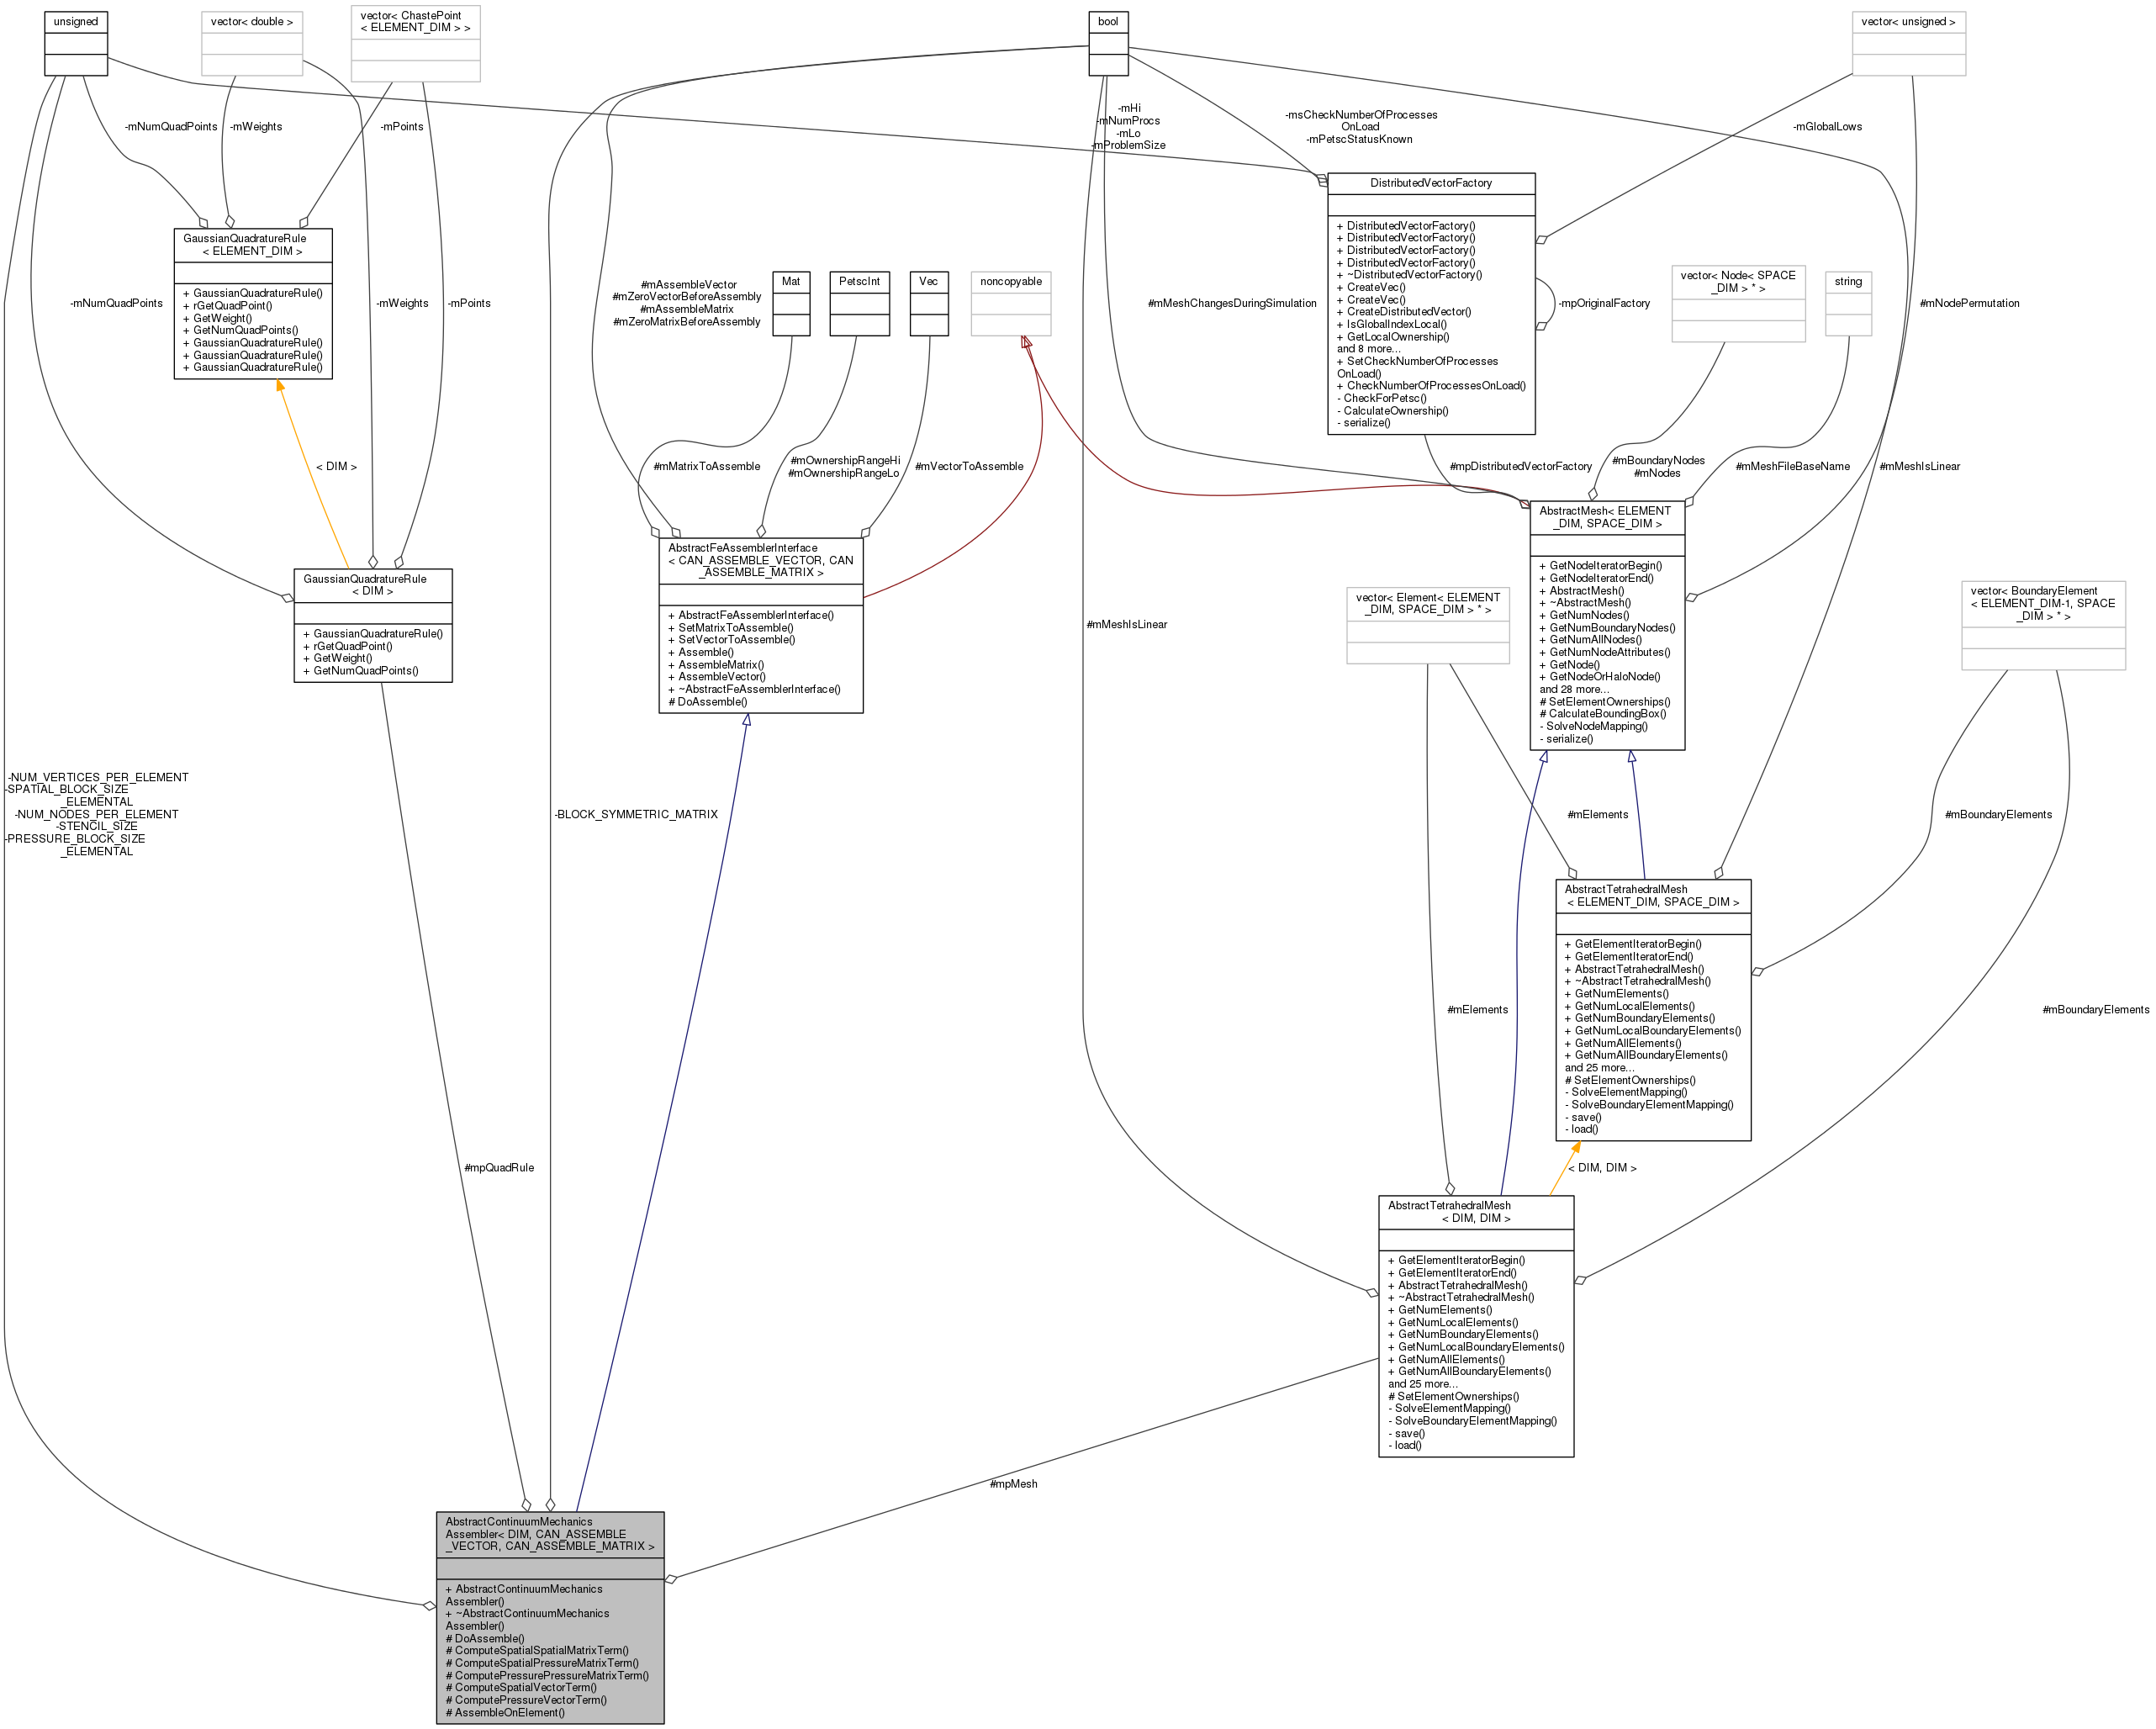 unsigned
vector< double >
vector< ChastePoint
< ELEMENT_DIM > >
bool
vector< unsigned >
-mNumQuadPoints
-mWeights
-mPoints
-mHi
-mNumProcs
-mLo
-mProblemSize
-msCheckNumberOfProcesses
OnLoad
-mPetscStatusKnown
-mGlobalLows
DistributedVectorFactory
+ DistributedVectorFactory()
+ DistributedVectorFactory()
+ DistributedVectorFactory()
+ DistributedVectorFactory()
+ ~DistributedVectorFactory()
+ CreateVec()
+ CreateVec()
+ CreateDistributedVector()
+ IsGlobalIndexLocal()
+ GetLocalOwnership()
and 8 more...
+ SetCheckNumberOfProcesses
OnLoad()
+ CheckNumberOfProcessesOnLoad()
- CheckForPetsc()
- CalculateOwnership()
- serialize()
GaussianQuadratureRule
< ELEMENT_DIM >
+ GaussianQuadratureRule()
+ rGetQuadPoint()
+ GetWeight()
+ GetNumQuadPoints()
+ GaussianQuadratureRule()
+ GaussianQuadratureRule()
+ GaussianQuadratureRule()
-mNumQuadPoints
-mWeights
-mPoints
#mAssembleVector
#mZeroVectorBeforeAssembly
#mAssembleMatrix
#mZeroMatrixBeforeAssembly
Mat
PetscInt
Vec
noncopyable
#mMeshChangesDuringSimulation
-mpOriginalFactory
vector< Node< SPACE
_DIM > * >
string
#mNodePermutation
< DIM >
#mMatrixToAssemble
#mOwnershipRangeHi
#mOwnershipRangeLo
#mVectorToAssemble
#mpDistributedVectorFactory
#mBoundaryNodes
#mNodes
#mMeshFileBaseName
#mMeshIsLinear
GaussianQuadratureRule
< DIM >
+ GaussianQuadratureRule()
+ rGetQuadPoint()
+ GetWeight()
+ GetNumQuadPoints()
AbstractFeAssemblerInterface
< CAN_ASSEMBLE_VECTOR, CAN
_ASSEMBLE_MATRIX >
+ AbstractFeAssemblerInterface()
+ SetMatrixToAssemble()
+ SetVectorToAssemble()
+ Assemble()
+ AssembleMatrix()
+ AssembleVector()
+ ~AbstractFeAssemblerInterface()
# DoAssemble()
#mMeshIsLinear
vector< Element< ELEMENT
_DIM, SPACE_DIM > * >
AbstractMesh< ELEMENT
_DIM, SPACE_DIM >
+ GetNodeIteratorBegin()
+ GetNodeIteratorEnd()
+ AbstractMesh()
+ ~AbstractMesh()
+ GetNumNodes()
+ GetNumBoundaryNodes()
+ GetNumAllNodes()
+ GetNumNodeAttributes()
+ GetNode()
+ GetNodeOrHaloNode()
and 28 more...
# SetElementOwnerships()
# CalculateBoundingBox()
- SolveNodeMapping()
- serialize()
vector< BoundaryElement
< ELEMENT_DIM-1, SPACE
_DIM > * >
-NUM_VERTICES_PER_ELEMENT
-SPATIAL_BLOCK_SIZE
_ELEMENTAL
-NUM_NODES_PER_ELEMENT
-STENCIL_SIZE
-PRESSURE_BLOCK_SIZE
_ELEMENTAL
-BLOCK_SYMMETRIC_MATRIX
#mElements
#mBoundaryElements
AbstractTetrahedralMesh
< ELEMENT_DIM, SPACE_DIM >
+ GetElementIteratorBegin()
+ GetElementIteratorEnd()
+ AbstractTetrahedralMesh()
+ ~AbstractTetrahedralMesh()
+ GetNumElements()
+ GetNumLocalElements()
+ GetNumBoundaryElements()
+ GetNumLocalBoundaryElements()
+ GetNumAllElements()
+ GetNumAllBoundaryElements()
and 25 more...
# SetElementOwnerships()
- SolveElementMapping()
- SolveBoundaryElementMapping()
- save()
- load()
#mElements
#mBoundaryElements
#mpQuadRule
< DIM, DIM >
AbstractTetrahedralMesh
< DIM, DIM >
+ GetElementIteratorBegin()
+ GetElementIteratorEnd()
+ AbstractTetrahedralMesh()
+ ~AbstractTetrahedralMesh()
+ GetNumElements()
+ GetNumLocalElements()
+ GetNumBoundaryElements()
+ GetNumLocalBoundaryElements()
+ GetNumAllElements()
+ GetNumAllBoundaryElements()
and 25 more...
# SetElementOwnerships()
- SolveElementMapping()
- SolveBoundaryElementMapping()
- save()
- load()
#mpMesh
AbstractContinuumMechanics
Assembler< DIM, CAN_ASSEMBLE
_VECTOR, CAN_ASSEMBLE_MATRIX >
+ AbstractContinuumMechanics
Assembler()
+ ~AbstractContinuumMechanics
Assembler()
# DoAssemble()
# ComputeSpatialSpatialMatrixTerm()
# ComputeSpatialPressureMatrixTerm()
# ComputePressurePressureMatrixTerm()
# ComputeSpatialVectorTerm()
# ComputePressureVectorTerm()
# AssembleOnElement()